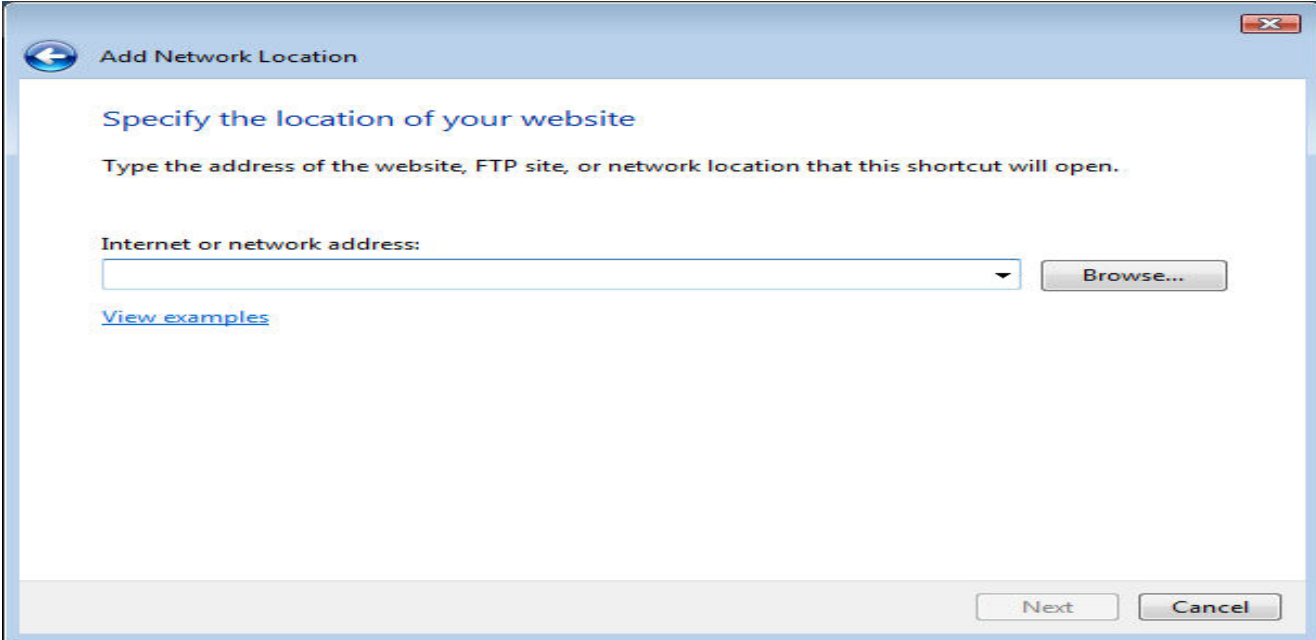 Add Network Location
Specify the location of your website
Type the address of the website, FTP site, or network location that this shortcut will open.
Internet or network address:
Browse...
View examples
Next
Cancel